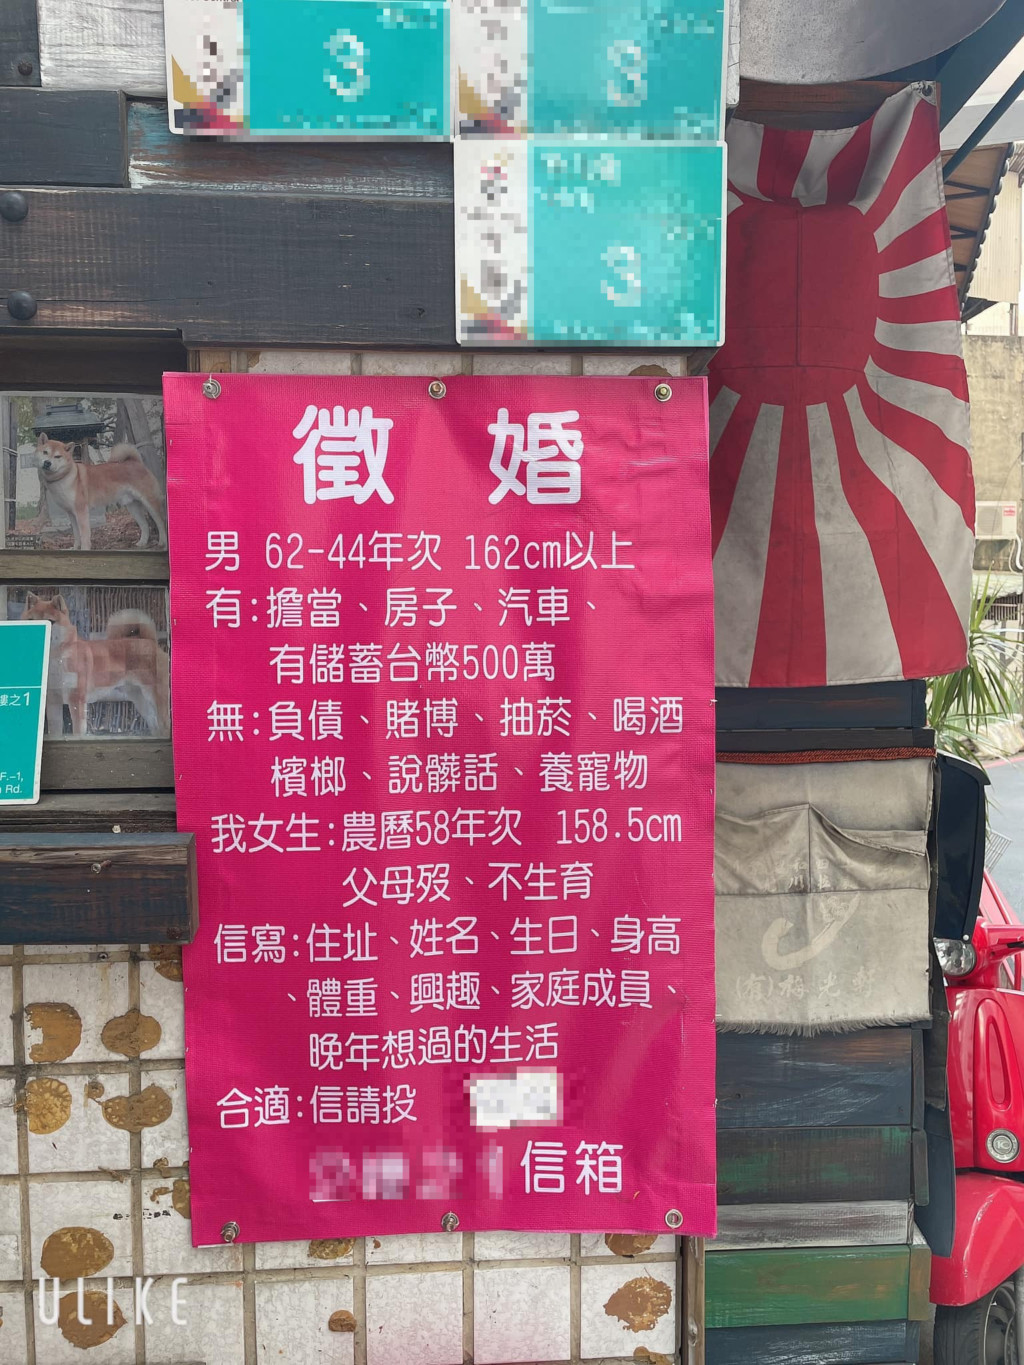 徵 婚
男 62-44年次 162cm以上
有:擔當、房子、汽車、
有儲蓄台幣500萬
無:負債、賭博、抽菸、喝酒
檳榔、說髒話、養寵物
我女生:農曆58年次 158.5cm
父母歿、不生育
信寫:住址、姓名、生日、身高
、體重、興趣、家庭成員、
晚年想過的生活
合適:信請投
信箱
樓之1
F.-1,
Rd.
ULIKE